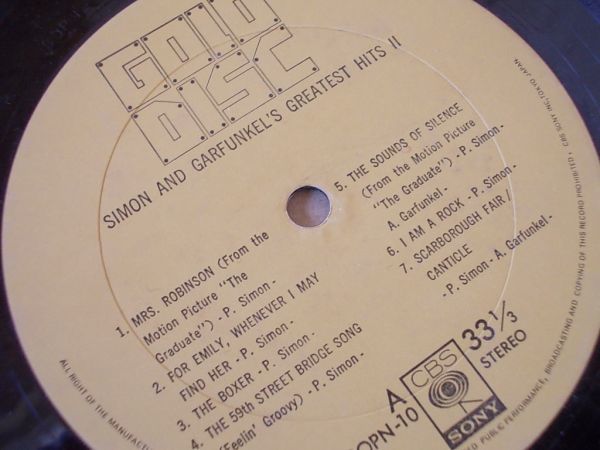 GOLD
DISC
SIMON AND GARFUNKEL'S GREATEST HITS II
1. MRS. ROBINSON (From the
Motion Picture "The
Graduate") - P. Simon -
2. FOR EMILY, WHENEVER I MAY
FIND HER - P. Simon -
3. THE BOXER - P. Simon -
4. THE 59th STREET BRIDGE SONG
(Feelin' Groovy) - P. Simon -
5. THE SOUNDS OF SILENCE
(From the Motion Picture
"The Graduate") - P. Simon -
A. Garfunkel -
6. I AM A ROCK - P. Simon -
7. SCARBOROUGH FAIR/
CANTICLE
- P. Simon - A. Garfunkel -
A
OPN-10
CBS
SONY
33 1/3
STEREO
ALL RIGHT OF THE MANUFACTUR
ED PUBLIC PERFORMANCE, BROADCASTING AND COPYING OF THIS RECORD PROHIBITED, CBS SONY INC. TOKYO JAPAN